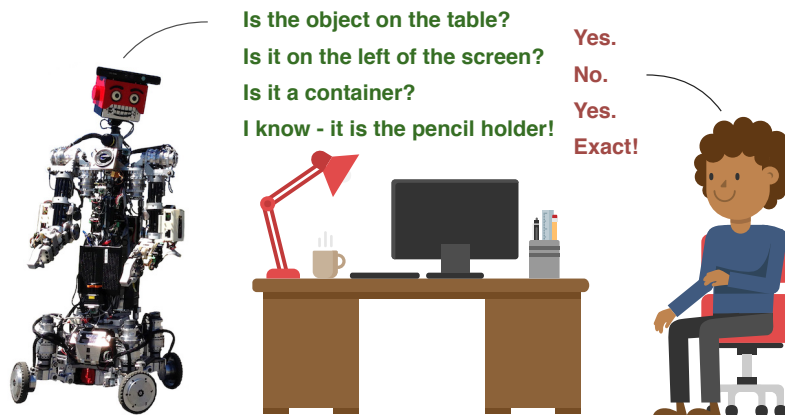 Is the object on the table?
Yes.
Is it on the left of the screen?
No.
Is it a container?
Yes.
I know - it is the pencil holder!
Exact!